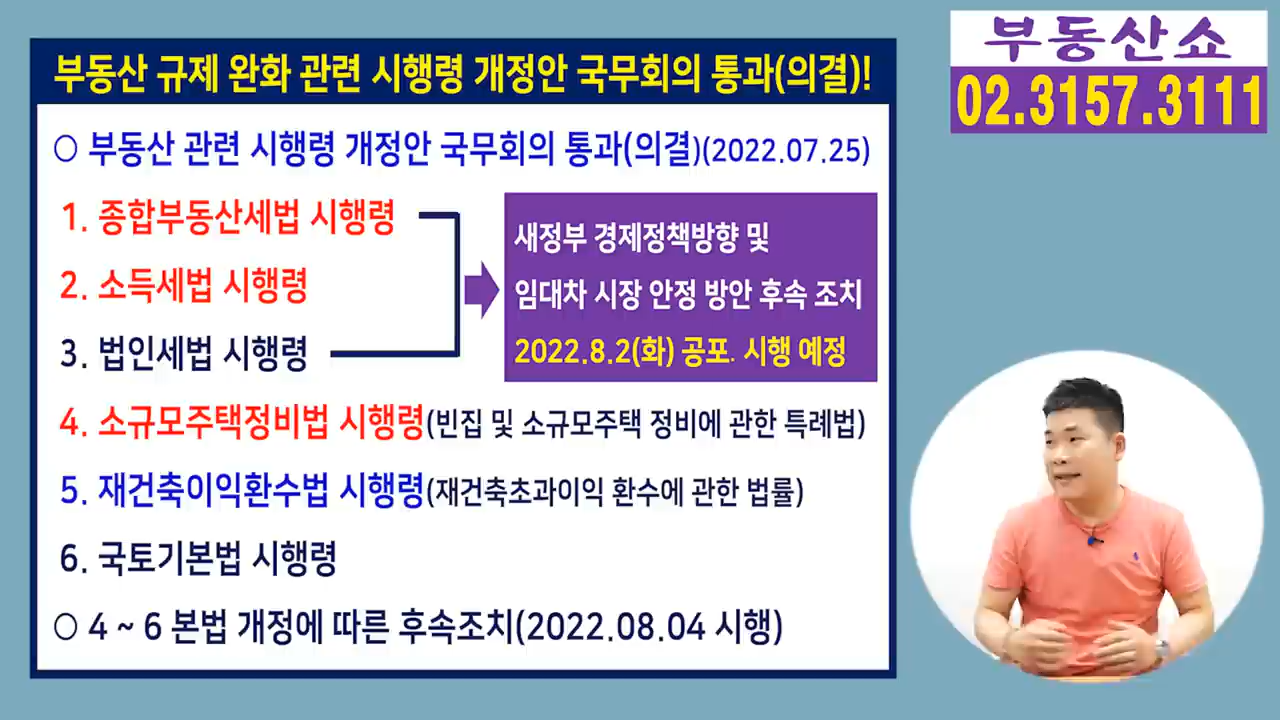 부동산쇼
02.3157.3111
부동산 규제 완화 관련 시행령 개정안 국무회의 통과(의결)!
○ 부동산 관련 시행령 개정안 국무회의 통과(의결)(2022.07.25)
1. 종합부동산세법 시행령
2. 소득세법 시행령
3. 법인세법 시행령
새정부 경제정책방향 및
임대차 시장 안정 방안 후속 조치
2022.8.2(화) 공포. 시행 예정
4. 소규모주택정비법 시행령(빈집 및 소규모주택 정비에 관한 특례법)
5. 재건축이익환수법 시행령(재건축초과이익 환수에 관한 법률)
6. 국토기본법 시행령
○ 4 ~ 6 본법 개정에 따른 후속조치(2022.08.04 시행)